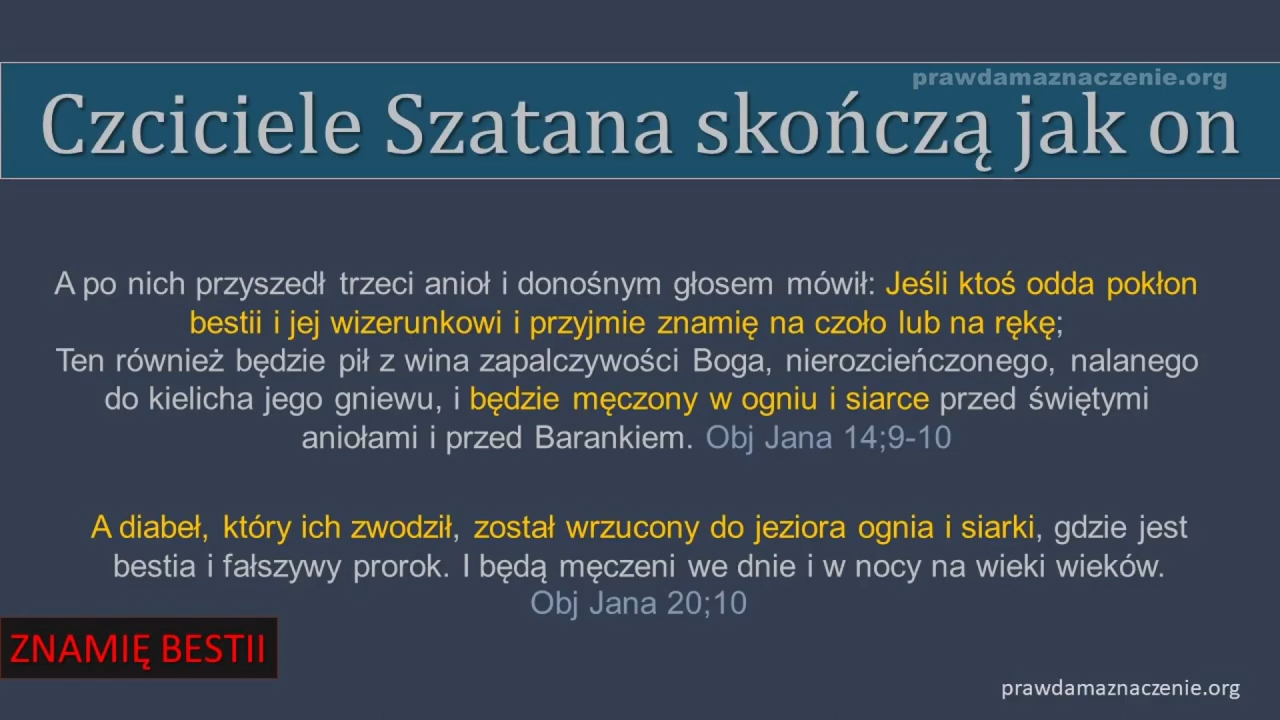 prawdamaznaczenie.org
Czciciele Szatana skończą jak on
A po nich przyszedł trzeci anioł i donośnym głosem mówił: Jeśli ktoś odda pokłon
bestii i jej wizerunkowi i przyjmie znamię na czoło lub na rękę;
Ten również będzie pił z wina zapalczywości Boga, nierozcieńczonego, nalanego
do kielicha jego gniewu, i będzie męczony w ogniu i siarce przed świętymi
aniołami i przed Barankiem. Obj Jana 14;9-10
A diabeł, który ich zwodził, został wrzucony do jeziora ognia i siarki, gdzie jest
bestia i fałszywy prorok. I będą męczeni we dnie i w nocy na wieki wieków.
Obj Jana 20;10
ZNAMIĘ BESTII
prawdamaznaczenie.org